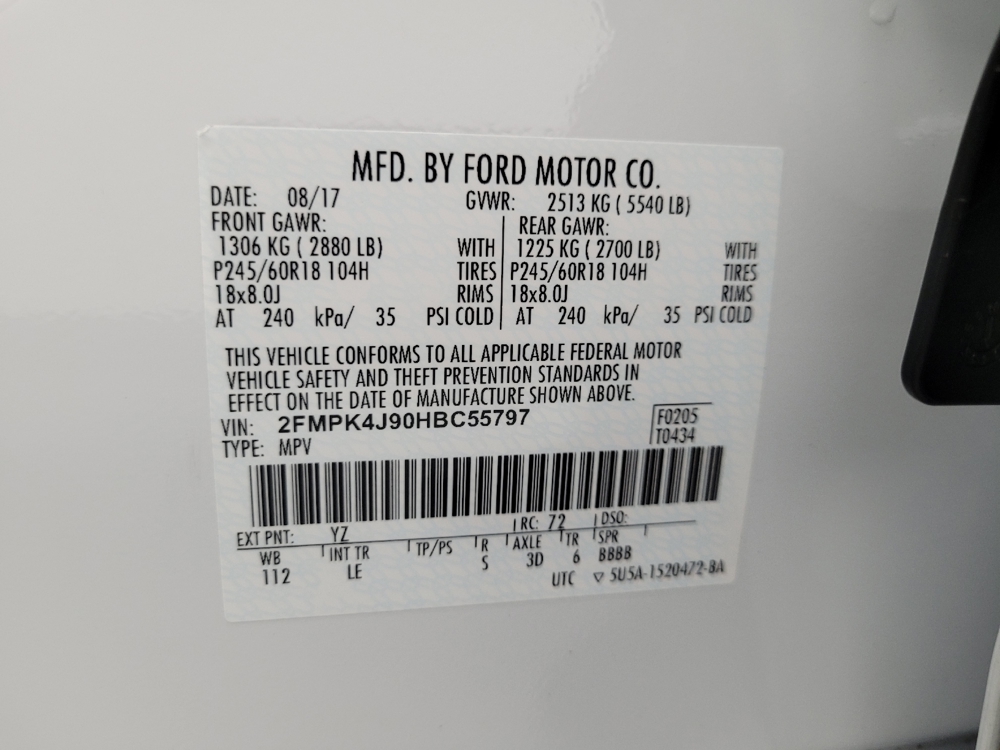 MFD. BY FORD MOTOR CO.
DATE: 08/17 GVWR: 2513 KG ( 5540 LB)
FRONT GAWR: REAR GAWR:
1306 KG ( 2880 LB) WITH 1225 KG ( 2700 LB) WITH
P245/60R18 104H TIRES P245/60R18 104H TIRES
18x8.0J RIMS 18x8.0J RIMS
AT 240 kPa/ 35 PSI COLD AT 240 kPa/ 35 PSI COLD
THIS VEHICLE CONFORMS TO ALL APPLICABLE FEDERAL MOTOR
VEHICLE SAFETY AND THEFT PREVENTION STANDARDS IN
EFFECT ON THE DATE OF MANUFACTURE SHOWN ABOVE.
VIN: 2FMPK4J90HBC55797 F0205
TYPE: MPV T0434
EXT PNT: YZ RC: 72 DSO:
WB INT TR TP/PS R AXLE TR SPR
112 LE S 3D 6 BBBB
UTC ▽ 5U5A-1520472-BA